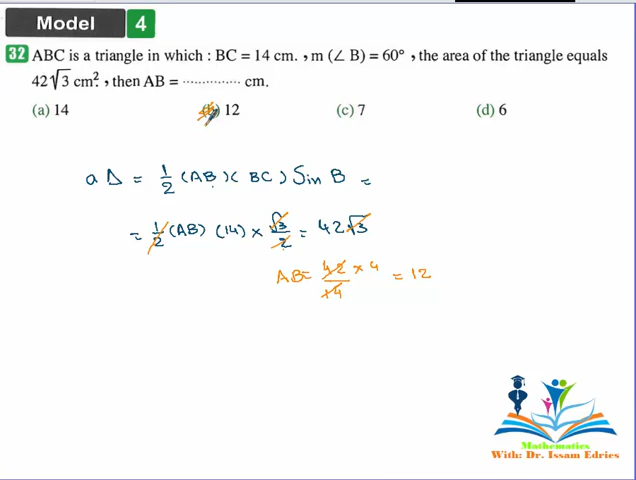 Model 4
32 ABC is a triangle in which : BC = 14 cm. , m (∠ B) = 60° , the area of the triangle equals
42√3 cm². , then AB = ·············· cm.
(a) 14 (b) 12 (c) 7 (d) 6
a Δ = 1/2 (AB)( BC ) Sin B =
= 1/2 (AB) (14) × √3/2 = 42√3
AB = 42 × 4 / 14 = 12
Mathematics
With: Dr. Issam Edries